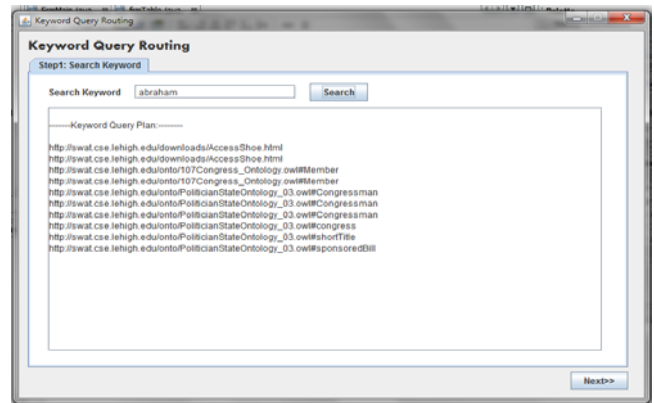 Keyword Query Routing
Keyword Query Routing
Step1: Search Keyword
Search Keyword abraham Search
-------Keyword Query Plan:--------
http://swat.cse.lehigh.edu/downloads/AccessShoe.html
http://swat.cse.lehigh.edu/downloads/AccessShoe.html
http://swat.cse.lehigh.edu/onto/107Congress_Ontology.owl#Member
http://swat.cse.lehigh.edu/onto/107Congress_Ontology.owl#Member
http://swat.cse.lehigh.edu/onto/PoliticianStateOntology_03.owl#Congressman
http://swat.cse.lehigh.edu/onto/PoliticianStateOntology_03.owl#Congressman
http://swat.cse.lehigh.edu/onto/PoliticianStateOntology_03.owl#Congressman
http://swat.cse.lehigh.edu/onto/PoliticianStateOntology_03.owl#congress
http://swat.cse.lehigh.edu/onto/PoliticianStateOntology_03.owl#shortTitle
http://swat.cse.lehigh.edu/onto/PoliticianStateOntology_03.owl#sponsoredBill
Next>>